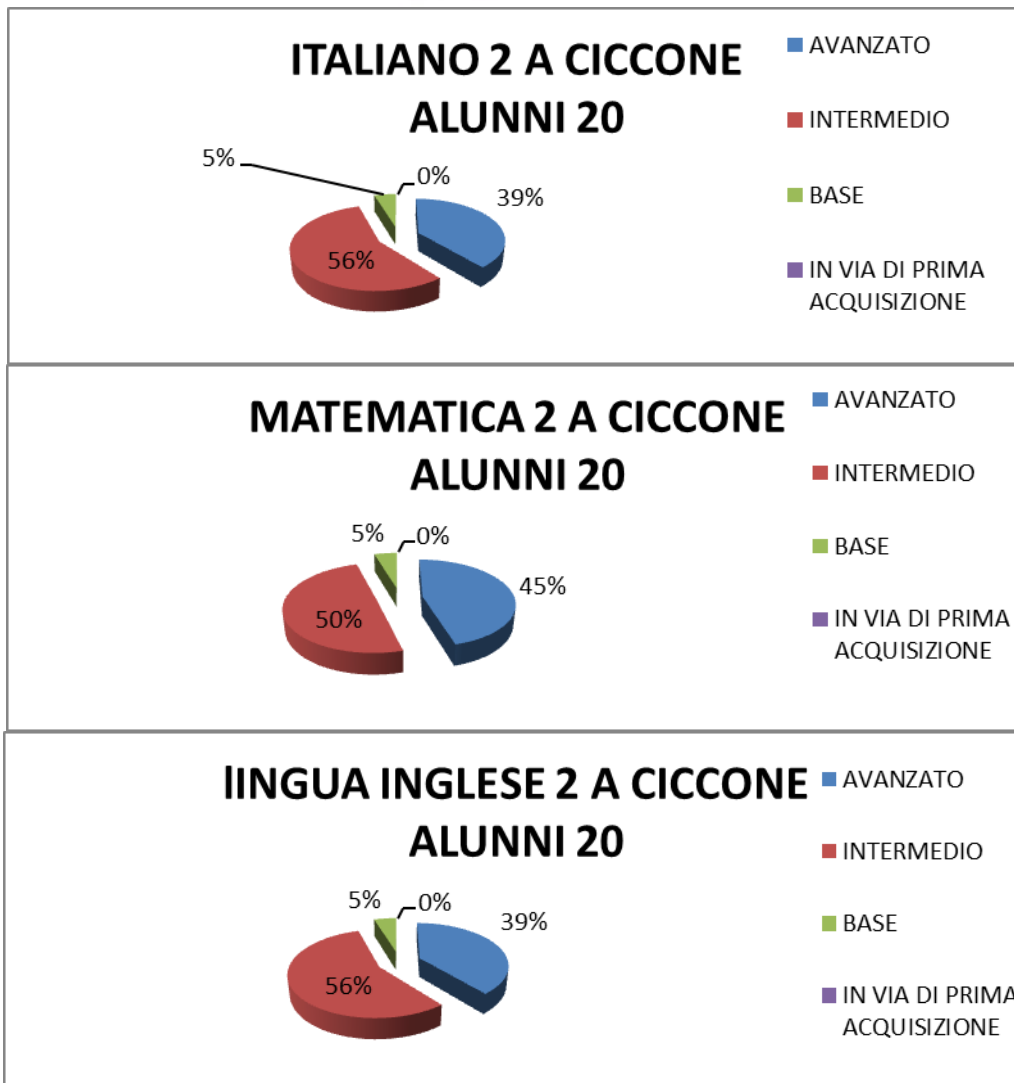 ITALIANO 2 A CICCONE
ALUNNI 20
AVANZATO
INTERMEDIO
BASE
IN VIA DI PRIMA
ACQUISIZIONE
5%
0%
39%
56%
MATEMATICA 2 A CICCONE
ALUNNI 20
AVANZATO
INTERMEDIO
BASE
IN VIA DI PRIMA
ACQUISIZIONE
5%
0%
45%
50%
lINGUA INGLESE 2 A CICCONE
ALUNNI 20
AVANZATO
INTERMEDIO
BASE
IN VIA DI PRIMA
ACQUISIZIONE
5%
0%
39%
56%